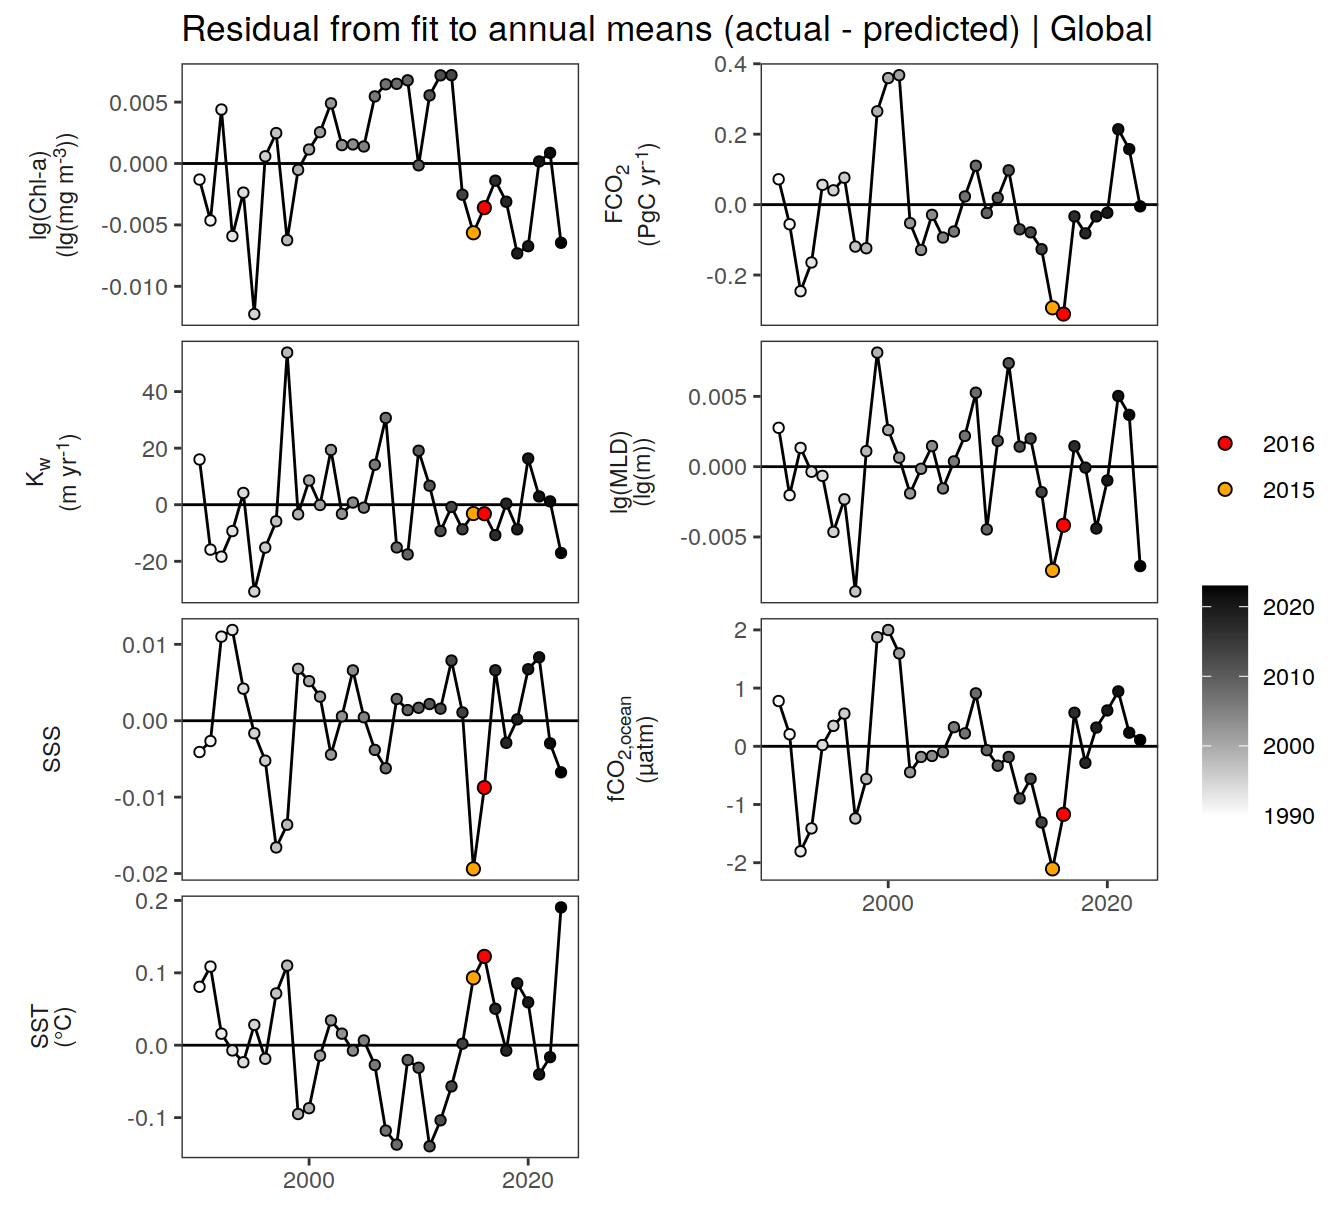 Residual from fit to annual means (actual - predicted) | Global
lg(Chl-a)
(lg(mg m⁻³))
0.005
0.000
-0.005
-0.010
FCO₂
(PgC yr⁻¹)
0.4
0.2
0.0
-0.2
K_w
(m yr⁻¹)
40
20
0
-20
lg(MLD)
(lg(m))
0.005
0.000
-0.005
SSS
0.01
0.00
-0.01
-0.02
fCO₂,ocean
(µatm)
2
1
0
-1
-2
2000
2020
SST
(°C)
0.2
0.1
0.0
-0.1
2000
2020
2016
2015
2020
2010
2000
1990